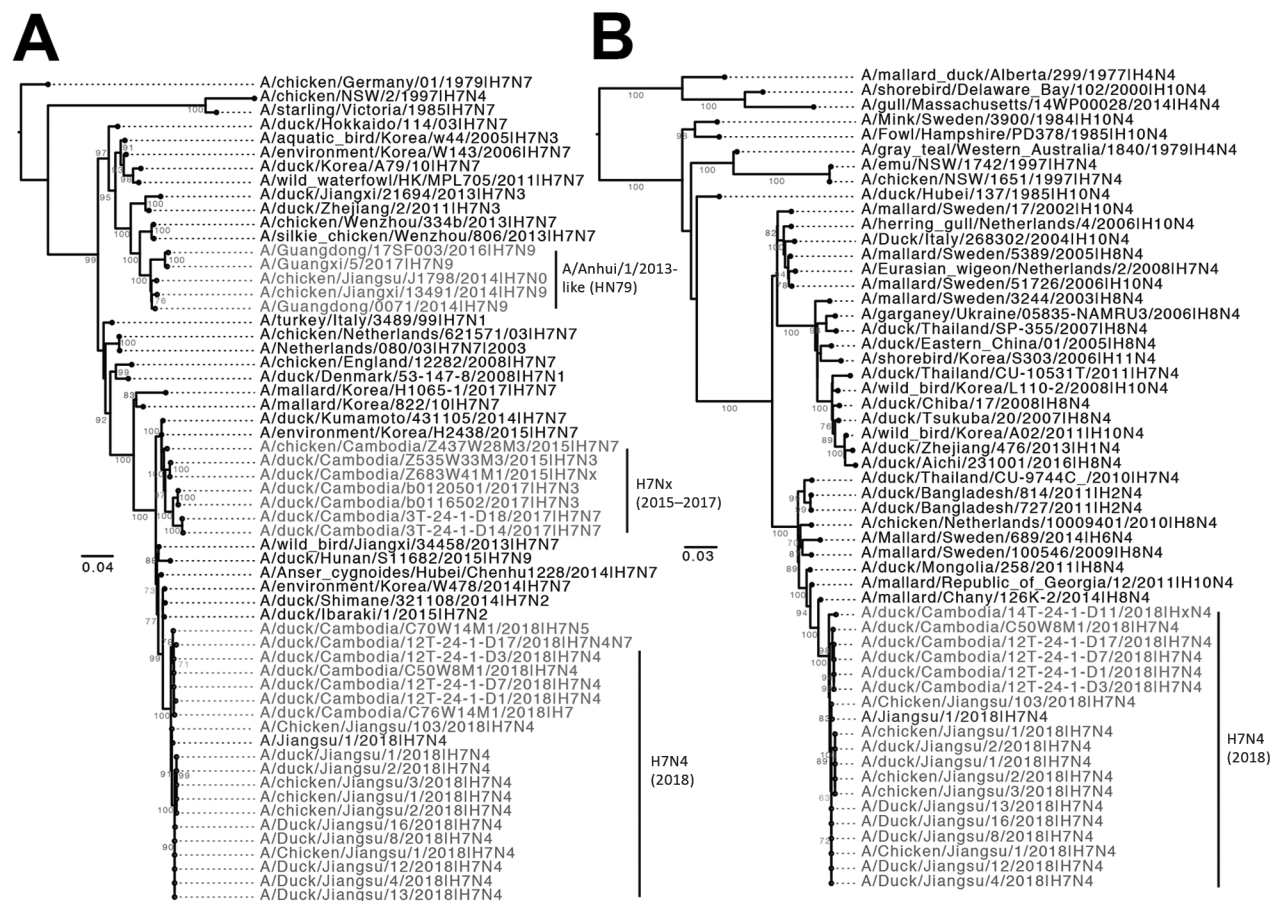 A
A/chicken/Germany/01/1979|H7N7
A/chicken/NSW/2/1997|H7N4
A/starling/Victoria/1985|H7N7
A/duck/Hokkaido/114/03|H7N7
A/aquatic_bird/Korea/w44/2005|H7N3
A/environment/Korea/W143/2006|H7N7
A/duck/Korea/A79/10|H7N7
A/wild_waterfowl/HK/MPL705/2011|H7N7
A/duck/Jiangxi/21694/2013|H7N3
A/duck/Zhejiang/2/2011|H7N3
A/chicken/Wenzhou/334b/2013|H7N7
A/silkie_chicken/Wenzhou/806/2013|H7N7
A/Guangdong/17SF003/2016|H7N9
A/Guangxi/5/2017|H7N9
A/chicken/Jiangsu/J1798/2014|H7N0
A/chicken/Jiangxi/13491/2014|H7N9
A/Guangdong/0071/2014|H7N9
A/Anhui/1/2013-
like (HN79)
A/turkey/Italy/3489/99|H7N1
A/chicken/Netherlands/621571/03|H7N7
A/Netherlands/080/03|H7N7|2003
A/chicken/England/12282/2008|H7N7
A/duck/Denmark/53-147-8/2008|H7N1
A/mallard/Korea/H1065-1/2017|H7N7
A/mallard/Korea/822/10|H7N7
A/duck/Kumamoto/431105/2014|H7N7
A/environment/Korea/H2438/2015|H7N7
A/chicken/Cambodia/Z437W28M3/2015|H7N7
A/duck/Cambodia/Z535W33M3/2015|H7N3
A/duck/Cambodia/Z683W41M1/2015|H7Nx
A/duck/Cambodia/b0120501/2017|H7N3
A/duck/Cambodia/b0116502/2017|H7N3
A/duck/Cambodia/3T-24-1-D18/2017|H7N7
A/duck/Cambodia/3T-24-1-D14/2017|H7N7
H7Nx
(2015–2017)
A/wild_bird/Jiangxi/34458/2013|H7N7
A/duck/Hunan/S11682/2015|H7N9
A/Anser_cygnoides/Hubei/Chenhu1228/2014|H7N7
A/environment/Korea/W478/2014|H7N7
A/duck/Shimane/321108/2014|H7N2
A/duck/Ibaraki/1/2015|H7N2
A/duck/Cambodia/C70W14M1/2018|H7N5
A/duck/Cambodia/12T-24-1-D17/2018|H7N4N7
A/duck/Cambodia/12T-24-1-D3/2018|H7N4
A/duck/Cambodia/C50W8M1/2018|H7N4
A/duck/Cambodia/12T-24-1-D7/2018|H7N4
A/duck/Cambodia/12T-24-1-D1/2018|H7N4
A/duck/Cambodia/C76W14M1/2018|H7
A/Chicken/Jiangsu/103/2018|H7N4
A/Jiangsu/1/2018|H7N4
A/duck/Jiangsu/1/2018|H7N4
A/duck/Jiangsu/2/2018|H7N4
A/chicken/Jiangsu/3/2018|H7N4
A/chicken/Jiangsu/1/2018|H7N4
A/chicken/Jiangsu/2/2018|H7N4
A/Duck/Jiangsu/16/2018|H7N4
A/Duck/Jiangsu/8/2018|H7N4
A/Chicken/Jiangsu/1/2018|H7N4
A/Duck/Jiangsu/12/2018|H7N4
A/Duck/Jiangsu/4/2018|H7N4
A/Duck/Jiangsu/13/2018|H7N4
H7N4
(2018)
0.04
B
A/mallard_duck/Alberta/299/1977|H4N4
A/shorebird/Delaware_Bay/102/2000|H10N4
A/gull/Massachusetts/14WP00028/2014|H4N4
A/Mink/Sweden/3900/1984|H10N4
A/Fowl/Hampshire/PD378/1985|H10N4
A/gray_teal/Western_Australia/1840/1979|H4N4
A/emu/NSW/1742/1997|H7N4
A/chicken/NSW/1651/1997|H7N4
A/duck/Hubei/137/1985|H10N4
A/mallard/Sweden/17/2002|H10N4
A/herring_gull/Netherlands/4/2006|H10N4
A/Duck/Italy/268302/2004|H10N4
A/mallard/Sweden/5389/2005|H8N4
A/Eurasian_wigeon/Netherlands/2/2008|H7N4
A/mallard/Sweden/51726/2006|H10N4
A/mallard/Sweden/3244/2003|H8N4
A/garganey/Ukraine/05835-NAMRU3/2006|H8N4
A/duck/Thailand/SP-355/2007|H8N4
A/duck/Eastern_China/01/2005|H8N4
A/shorebird/Korea/S303/2006|H11N4
A/duck/Thailand/CU-10531T/2011|H7N4
A/wild_bird/Korea/L110-2/2008|H10N4
A/duck/Chiba/17/2008|H8N4
A/duck/Tsukuba/20/2007|H8N4
A/wild_bird/Korea/A02/2011|H10N4
A/duck/Zhejiang/476/2013|H1N4
A/duck/Aichi/231001/2016|H8N4
A/duck/Thailand/CU-9744C_/2010|H7N4
A/duck/Bangladesh/814/2011|H2N4
A/duck/Bangladesh/727/2011|H2N4
A/chicken/Netherlands/10009401/2010|H8N4
A/Mallard/Sweden/689/2014|H6N4
A/mallard/Sweden/100546/2009|H8N4
A/duck/Mongolia/258/2011|H8N4
A/mallard/Republic_of_Georgia/12/2011|H10N4
A/mallard/Chany/126K-2/2014|H8N4
A/duck/Cambodia/14T-24-1-D11/2018|HxN4
A/duck/Cambodia/C50W8M1/2018|H7N4
A/duck/Cambodia/12T-24-1-D17/2018|H7N4
A/duck/Cambodia/12T-24-1-D7/2018|H7N4
A/duck/Cambodia/12T-24-1-D1/2018|H7N4
A/duck/Cambodia/12T-24-1-D3/2018|H7N4
A/Chicken/Jiangsu/103/2018|H7N4
A/Jiangsu/1/2018|H7N4
A/chicken/Jiangsu/1/2018|H7N4
A/duck/Jiangsu/2/2018|H7N4
A/duck/Jiangsu/1/2018|H7N4
A/chicken/Jiangsu/2/2018|H7N4
A/chicken/Jiangsu/3/2018|H7N4
A/Duck/Jiangsu/13/2018|H7N4
A/Duck/Jiangsu/16/2018|H7N4
A/Duck/Jiangsu/8/2018|H7N4
A/Chicken/Jiangsu/1/2018|H7N4
A/Duck/Jiangsu/12/2018|H7N4
A/Duck/Jiangsu/4/2018|H7N4
H7N4
(2018)
0.03